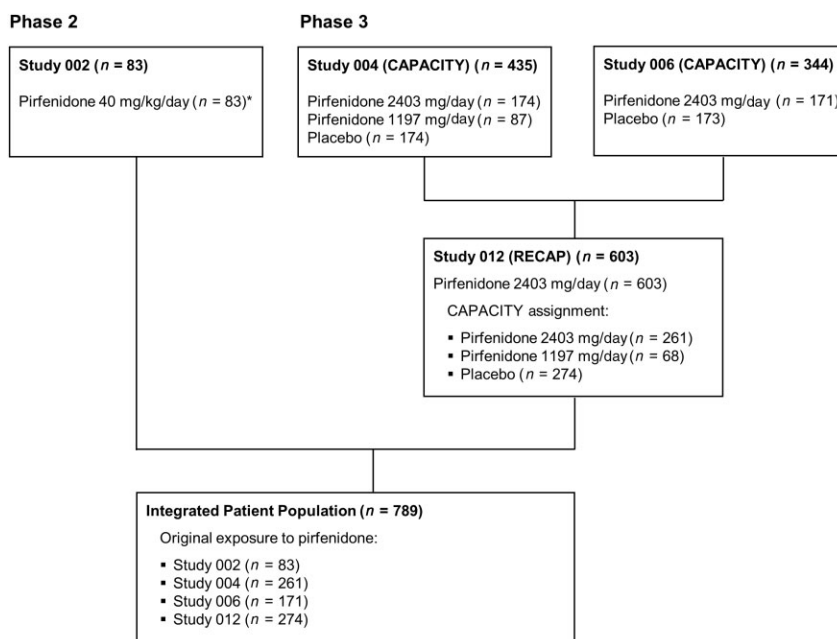 Phase 2
Phase 3
Study 002 (n = 83)
Pirfenidone 40 mg/kg/day (n = 83)*
Study 004 (CAPACITY) (n = 435)
Pirfenidone 2403 mg/day (n = 174)
Pirfenidone 1197 mg/day (n = 87)
Placebo (n = 174)
Study 006 (CAPACITY) (n = 344)
Pirfenidone 2403 mg/day (n = 171)
Placebo (n = 173)
Study 012 (RECAP) (n = 603)
Pirfenidone 2403 mg/day (n = 603)
CAPACITY assignment:
▪ Pirfenidone 2403 mg/day (n = 261)
▪ Pirfenidone 1197 mg/day (n = 68)
▪ Placebo (n = 274)
Integrated Patient Population (n = 789)
Original exposure to pirfenidone:
▪ Study 002 (n = 83)
▪ Study 004 (n = 261)
▪ Study 006 (n = 171)
▪ Study 012 (n = 274)